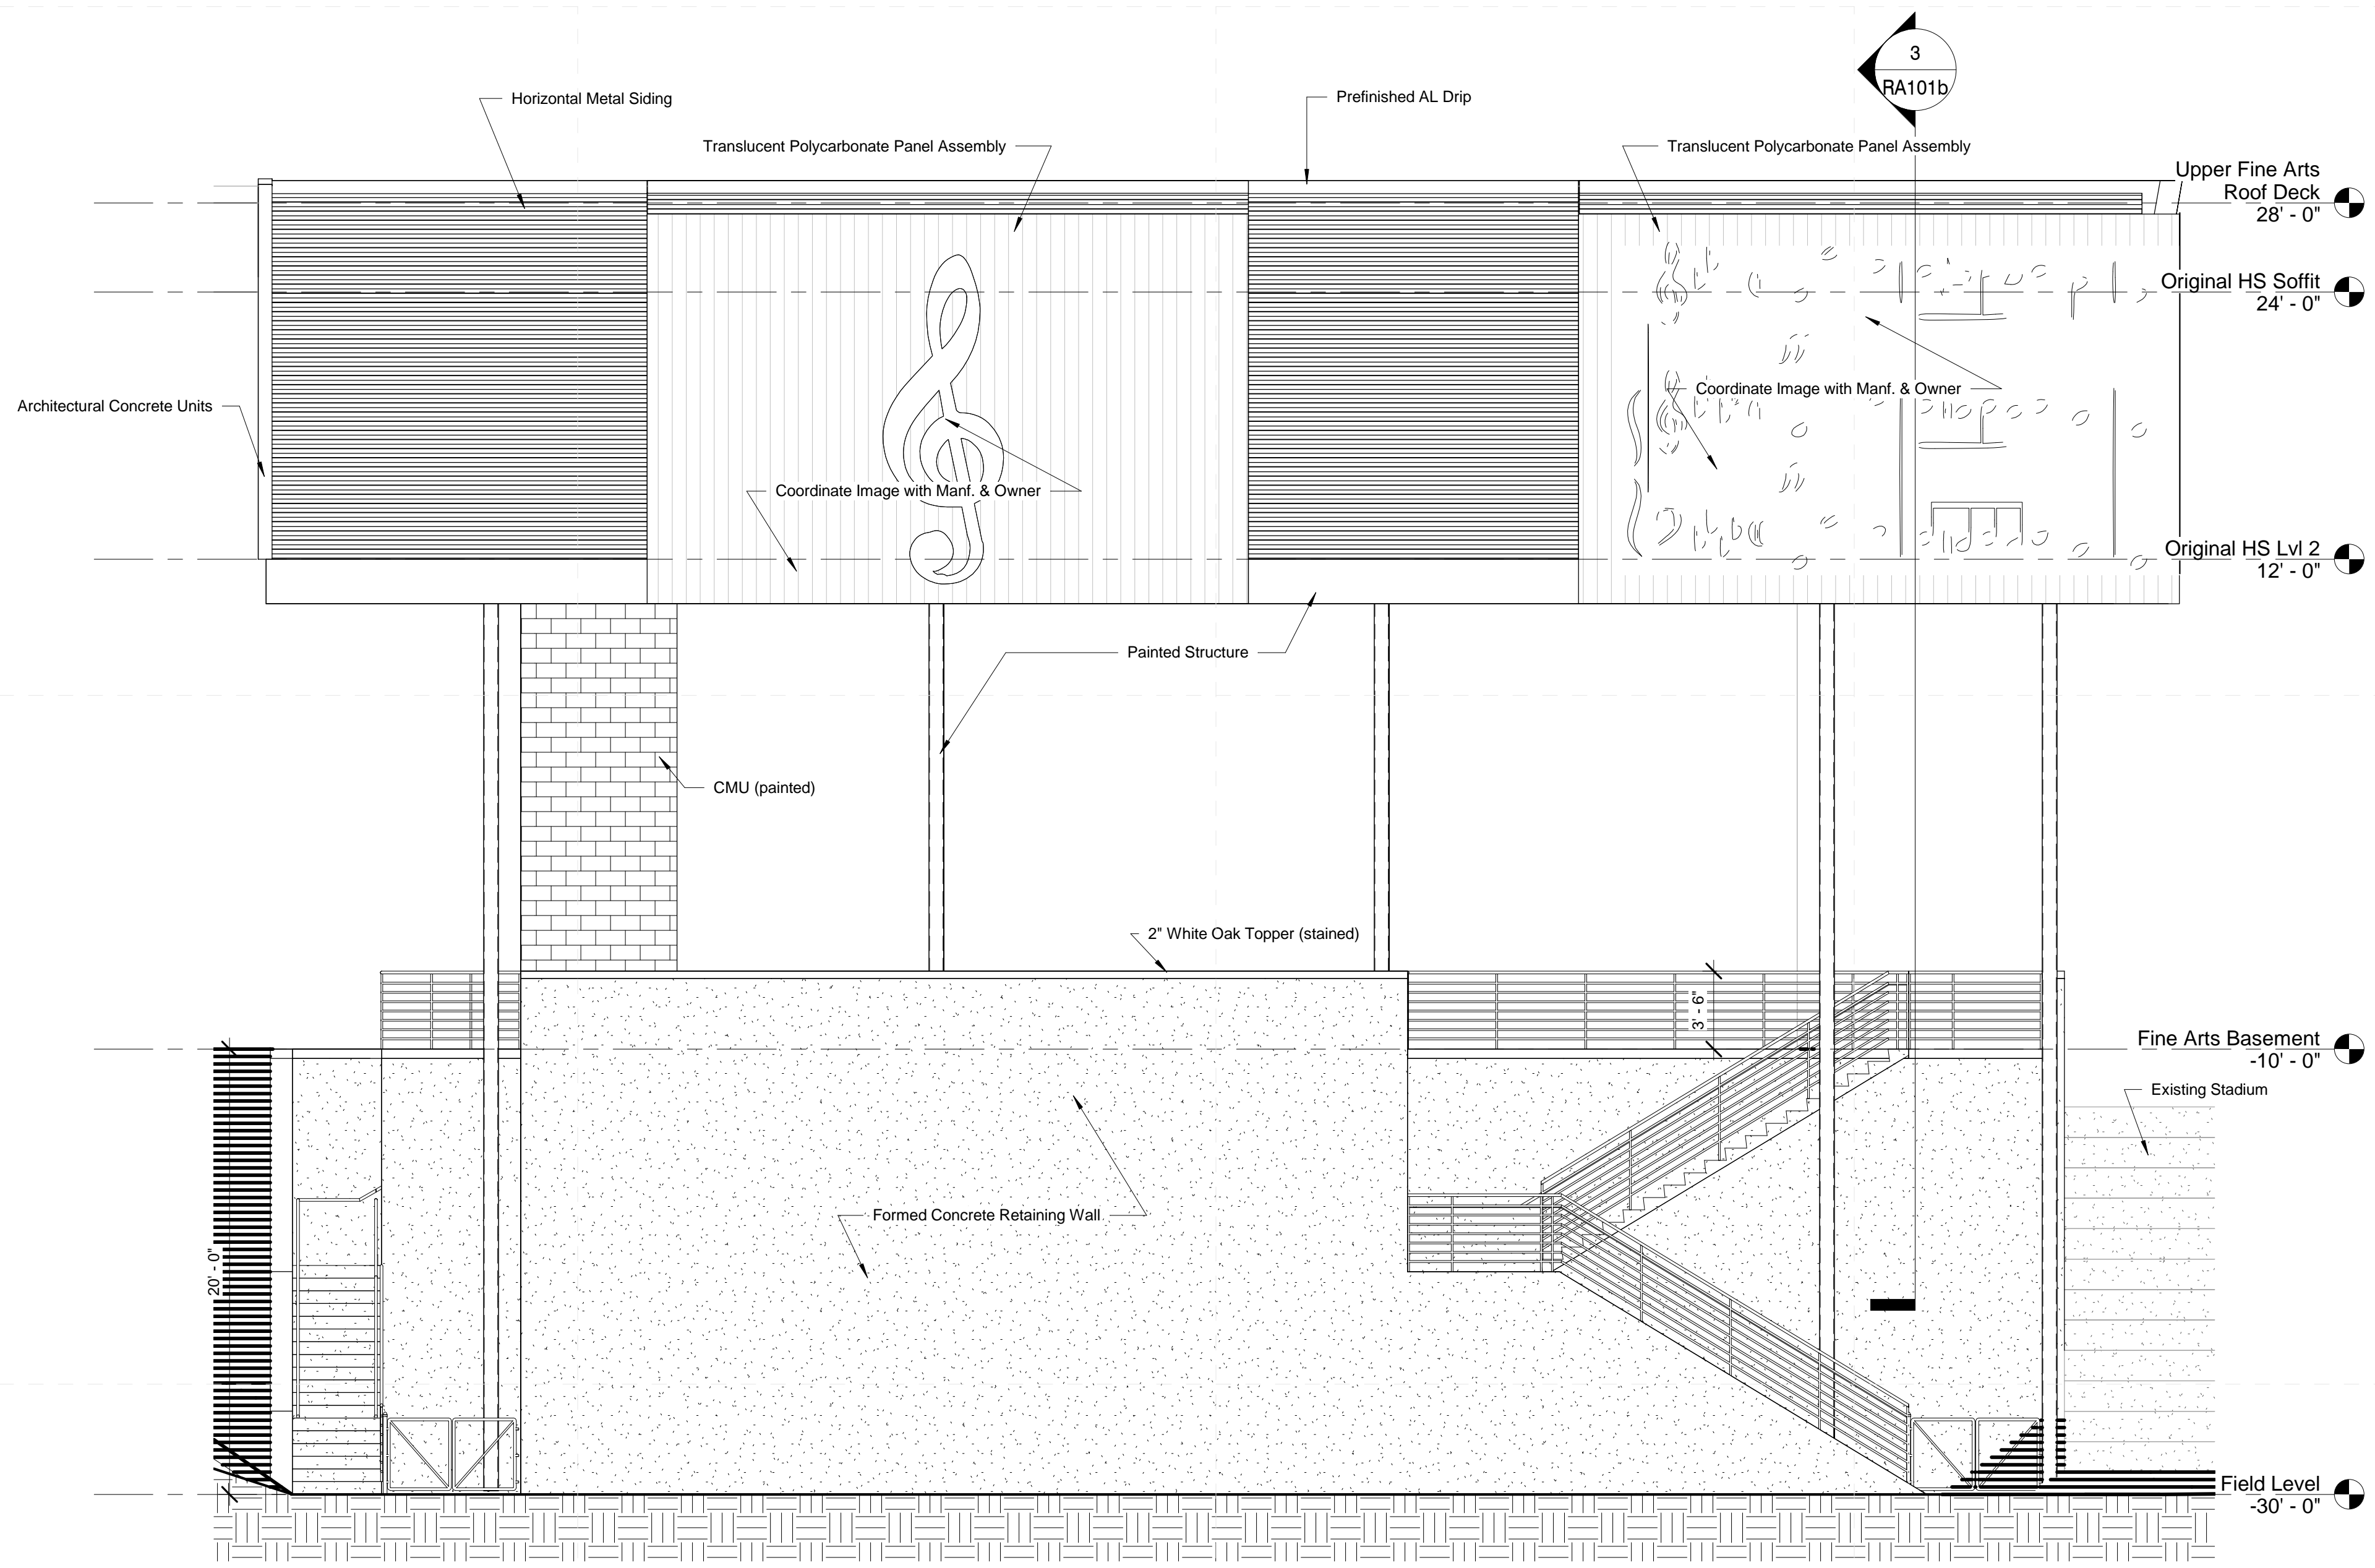 3
RA101b
Horizontal Metal Siding
Prefinished AL Drip
Translucent Polycarbonate Panel Assembly
Translucent Polycarbonate Panel Assembly
Upper Fine Arts
Roof Deck
28' - 0"
Original HS Soffit
24' - 0"
Coordinate Image with Manf. & Owner
Architectural Concrete Units
Coordinate Image with Manf. & Owner
Original HS Lvl 2
12' - 0"
Painted Structure
CMU (painted)
2" White Oak Topper (stained)
3' - 6"
Fine Arts Basement
-10' - 0"
Existing Stadium
Formed Concrete Retaining Wall
20' - 0"
Field Level
-30' - 0"